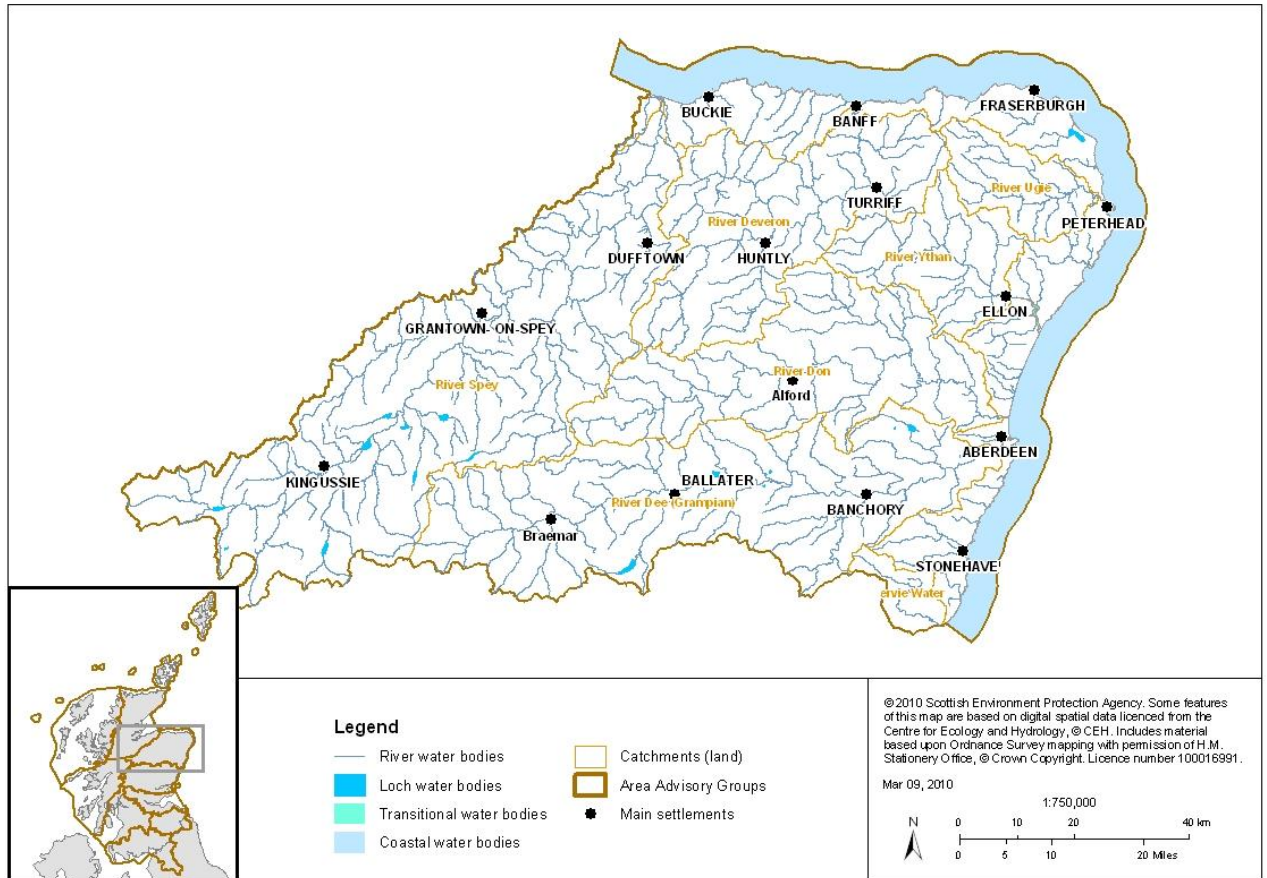 BUCKIE
BANFF
FRASERBURGH
River Ugie
TURRIFF
PETERHEAD
River Deveron
DUFFTOWN
HUNTLY
River Ythan
ELLON
GRANTOWN-ON-SPEY
River Don
River Spey
Alford
ABERDEEN
KINGUSSIE
BALLATER
River Dee (Grampian)
BANCHORY
Braemar
STONEHAVE
ervie Water
Legend
River water bodies
Loch water bodies
Transitional water bodies
Coastal water bodies
Catchments (land)
Area Advisory Groups
Main settlements
©2010 Scottish Environment Protection Agency. Some features
of this map are based on digital spatial data licenced from the
Centre for Ecology and Hydrology, © CEH. Includes material
based upon Ordnance Survey mapping with permission of H.M.
Stationery Office, © Crown Copyright. Licence number 100016991.
Mar 09, 2010
1:750,000
N
0 10 20 40 km
0 5 10 20 Miles